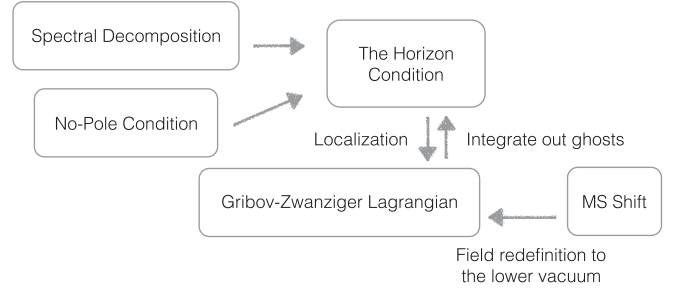 Spectral Decomposition
The Horizon
Condition
No-Pole Condition
Localization
Integrate out ghosts
Gribov-Zwanziger Lagrangian
MS Shift
Field redefinition to
the lower vacuum